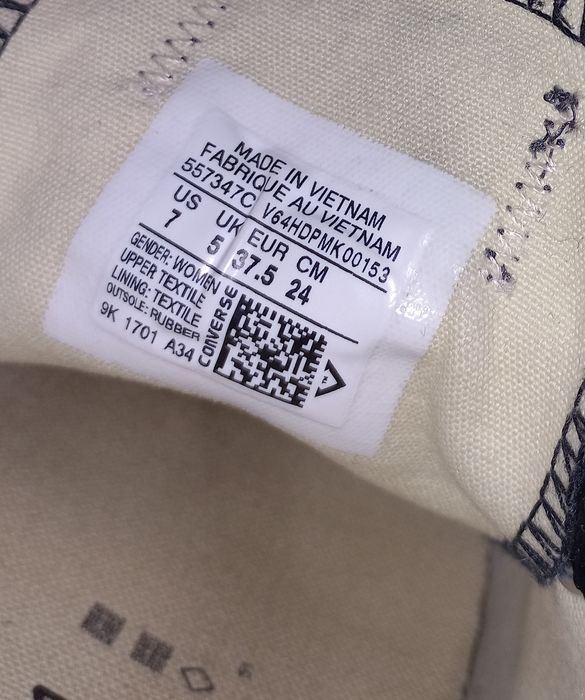 MADE IN VIETNAM
FABRIQUE AU VIETNAM
557347C V64HDPMK00153
US UK EUR CM
7 5 37.5 24
GENDER: WOMEN
UPPER TEXTILE
LINING: TEXTILE
OUTSOLE: RUBBER
9K 1701 A34
CONVERSE